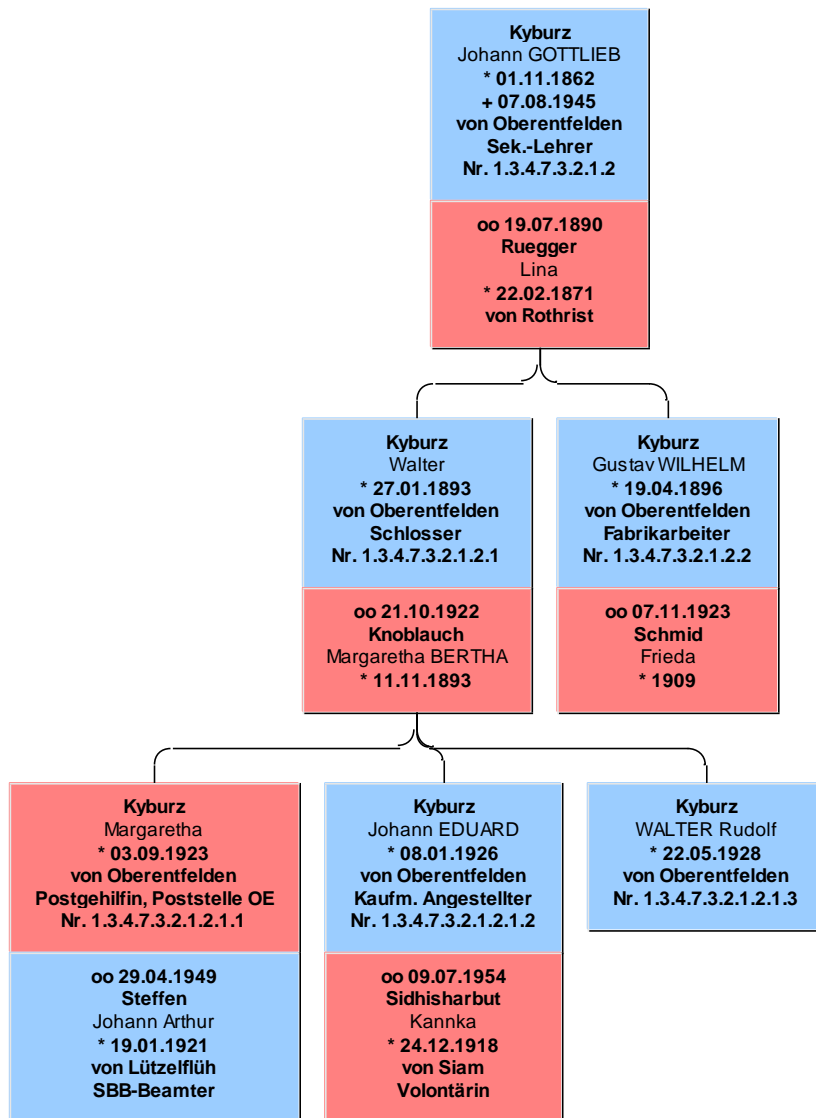 Kyburz
Johann GOTTLIEB
* 01.11.1862
+ 07.08.1945
von Oberentfelden
Sek.-Lehrer
Nr. 1.3.4.7.3.2.1.2
oo 19.07.1890
Ruegger
Lina
* 22.02.1871
von Rothrist
Kyburz
Walter
* 27.01.1893
von Oberentfelden
Schlosser
Nr. 1.3.4.7.3.2.1.2.1
oo 21.10.1922
Knoblauch
Margaretha BERTHA
* 11.11.1893
Kyburz
Gustav WILHELM
* 19.04.1896
von Oberentfelden
Fabrikarbeiter
Nr. 1.3.4.7.3.2.1.2.2
oo 07.11.1923
Schmid
Frieda
* 1909
Kyburz
Margaretha
* 03.09.1923
von Oberentfelden
Postgehilfin, Poststelle OE
Nr. 1.3.4.7.3.2.1.2.1.1
oo 29.04.1949
Steffen
Johann Arthur
* 19.01.1921
von Lützelflüh
SBB-Beamter
Kyburz
Johann EDUARD
* 08.01.1926
von Oberentfelden
Kaufm. Angestellter
Nr. 1.3.4.7.3.2.1.2.1.2
oo 09.07.1954
Sidhisharbut
Kannka
* 24.12.1918
von Siam
Volontärin
Kyburz
WALTER Rudolf
* 22.05.1928
von Oberentfelden
Nr. 1.3.4.7.3.2.1.2.1.3